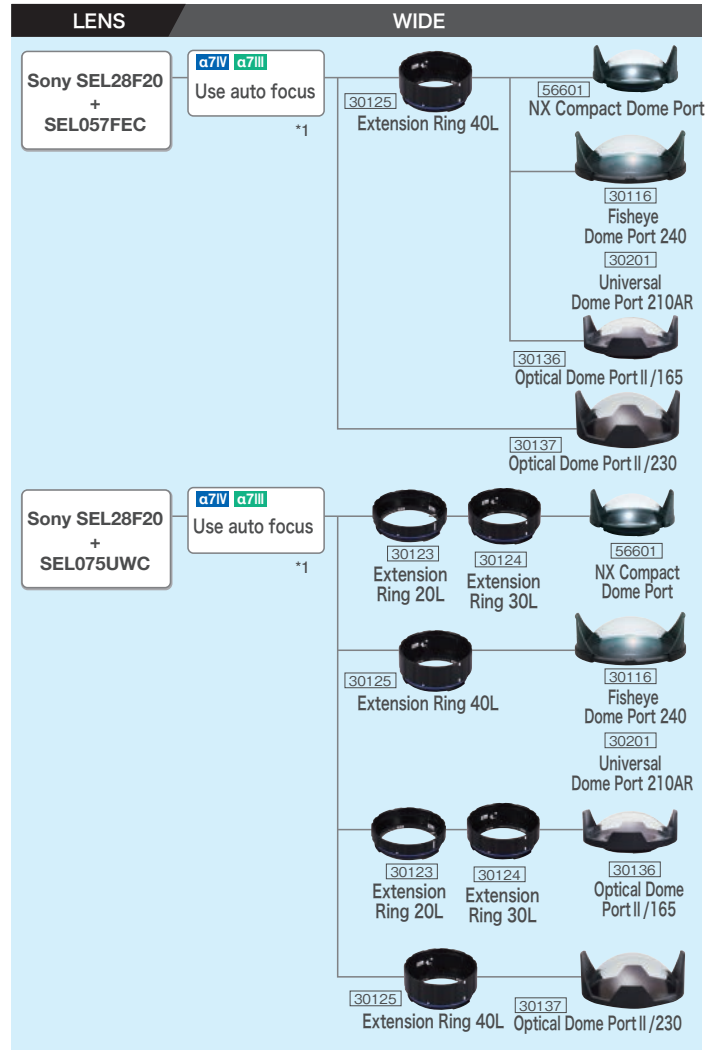 LENS WIDE
Sony SEL28F20
+
SEL057FEC
α7IV α7III
Use auto focus
*1
30125
Extension Ring 40L
56601
NX Compact Dome Port
30116
Fisheye
Dome Port 240
30201
Universal
Dome Port 210AR
30136
Optical Dome Port II /165
30137
Optical Dome Port II /230
Sony SEL28F20
+
SEL075UWC
α7IV α7III
Use auto focus
*1
30123
Extension
Ring 20L
30124
Extension
Ring 30L
56601
NX Compact
Dome Port
30125
Extension Ring 40L
30116
Fisheye
Dome Port 240
30201
Universal
Dome Port 210AR
30123
Extension
Ring 20L
30124
Extension
Ring 30L
30136
Optical Dome
Port II /165
30125
Extension Ring 40L
30137
Optical Dome Port II /230